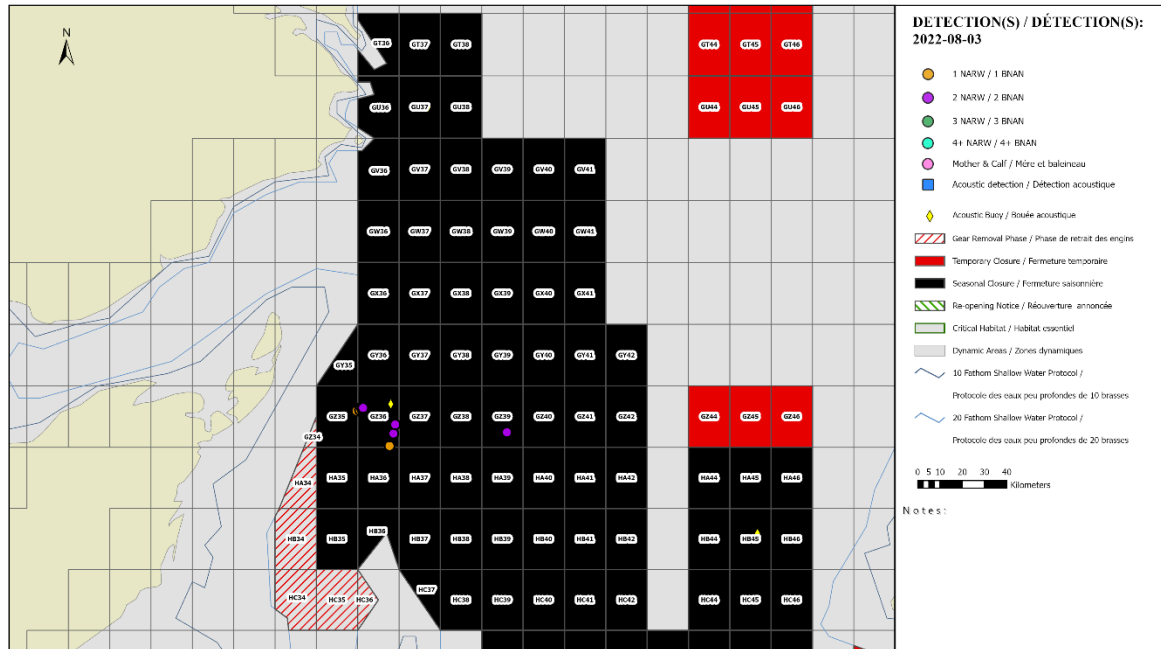 N
GT36 GT37 GT38 GT44 GT45 GT46
GU36 GU37 GU38 GU44 GU45 GU46
GV36 GV37 GV38 GV39 GV40 GV41
GW36 GW37 GW38 GW39 GW40 GW41
GX36 GX37 GX38 GX39 GX40 GX41
GY35 GY36 GY37 GY38 GY39 GY40 GY41 GY42
GZ34 GZ35 GZ36 GZ37 GZ38 GZ39 GZ40 GZ41 GZ42 GZ44 GZ45 GZ46
HA34 HA35 HA36 HA37 HA38 HA39 HA40 HA41 HA42 HA44 HA45 HA46
HB34 HB35 HB36 HB37 HB38 HB39 HB40 HB41 HB42 HB44 HB45 HB46
HC34 HC35 HC36 HC37 HC38 HC39 HC40 HC41 HC42 HC44 HC45 HC46
DETECTION(S) / DÉTECTION(S):
2022-08-03
1 NARW / 1 BNAN
2 NARW / 2 BNAN
3 NARW / 3 BNAN
4+ NARW / 4+ BNAN
Mother & Calf / Mère et baleineau
Acoustic detection / Détection acoustique
Acoustic Buoy / Bouée acoustique
Gear Removal Phase / Phase de retrait des engins
Temporary Closure / Fermeture temporaire
Seasonal Closure / Fermeture saisonnière
Re-opening Notice / Réouverture annoncée
Critical Habitat / Habitat essentiel
Dynamic Areas / Zones dynamiques
10 Fathom Shallow Water Protocol /
Protocole des eaux peu profondes de 10 brasses
20 Fathom Shallow Water Protocol /
Protocole des eaux peu profondes de 20 brasses
0 5 10 20 30 40
Kilometers
Notes: